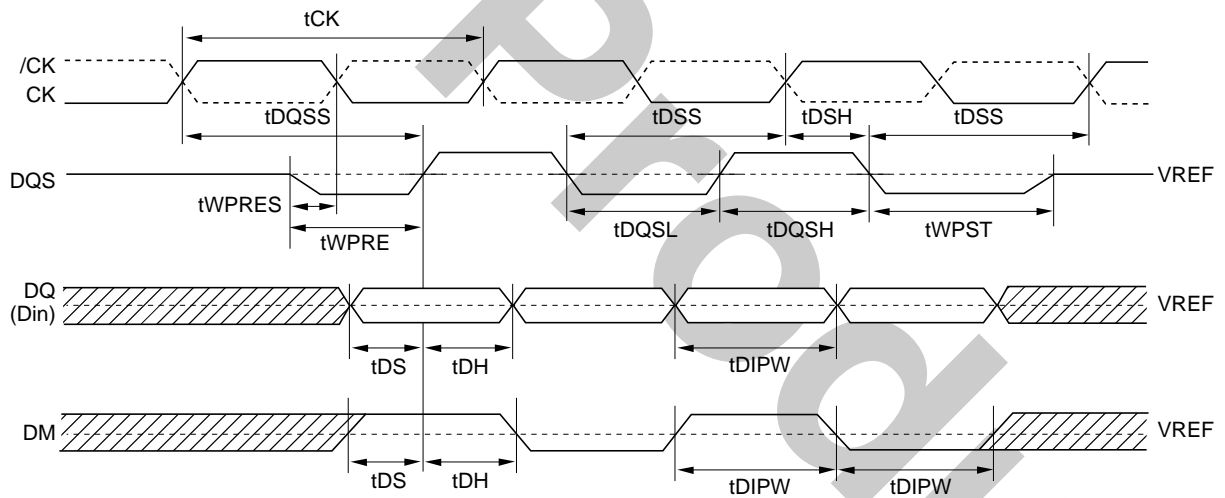 tCK
/CK
CK
tDQSS
tDSS
tDSH
tDSS
DQS
VREF
tWPRES
tWPRE
tDQSL
tDQSH
tWPST
DQ
(Din)
VREF
tDS
tDH
tDIPW
DM
VREF
tDS
tDH
tDIPW
tDIPW
Prod